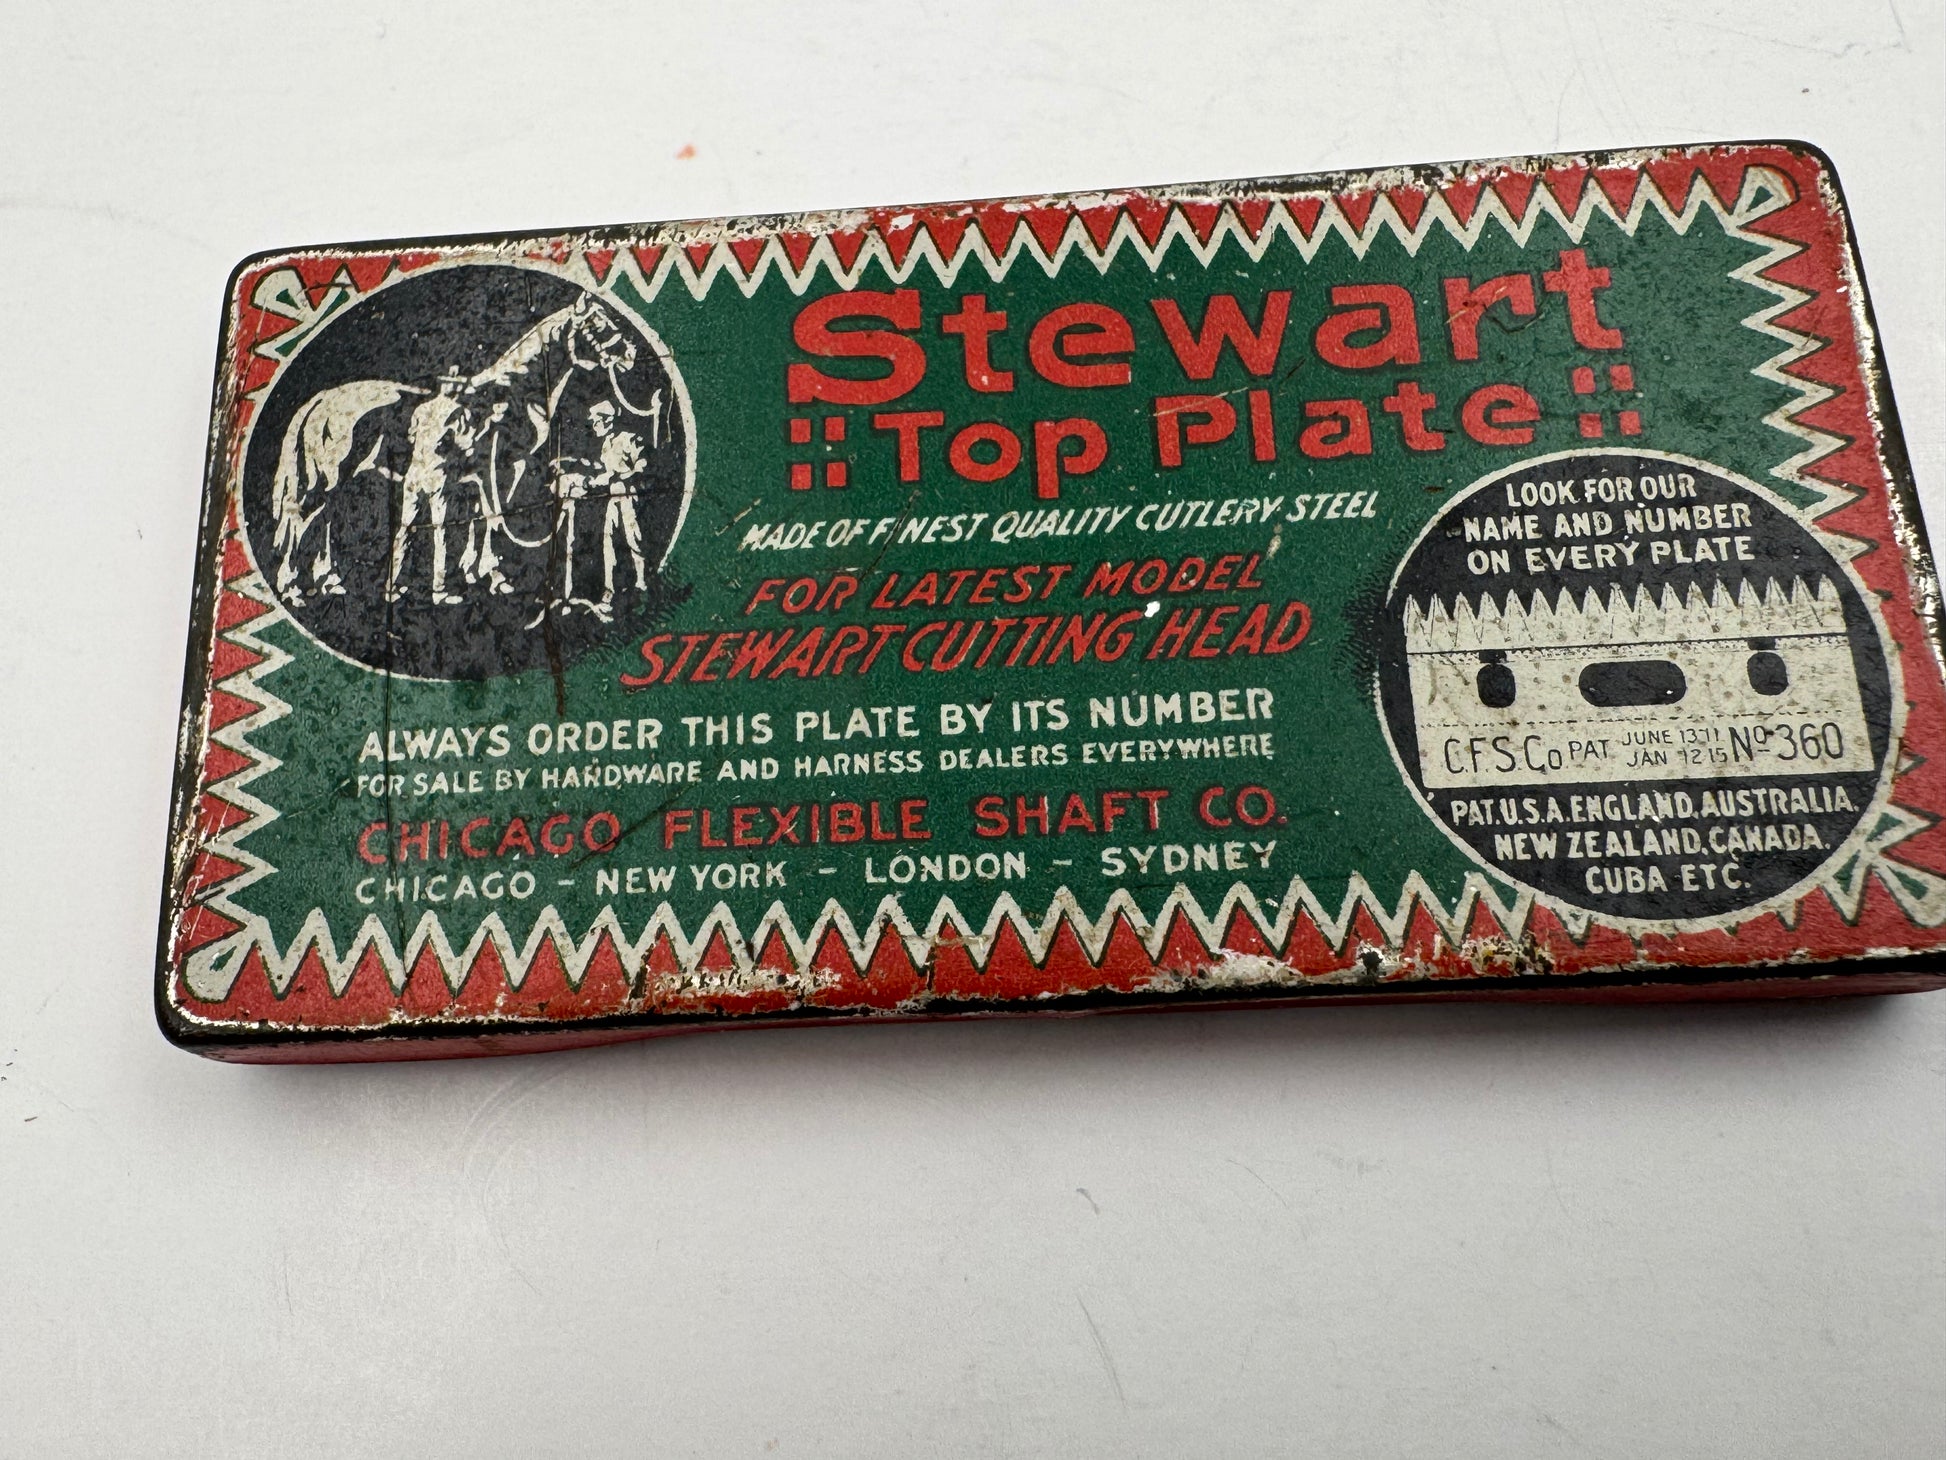 Stewart
Top Plate
MADE OF FINEST QUALITY CUTLERY STEEL
FOR LATEST MODEL
STEWART CUTTING HEAD
ALWAYS ORDER THIS PLATE BY ITS NUMBER
FOR SALE BY HARDWARE AND HARNESS DEALERS EVERYWHERE
CHICAGO FLEXIBLE SHAFT CO.
CHICAGO - NEW YORK - LONDON - SYDNEY
LOOK FOR OUR
NAME AND NUMBER
ON EVERY PLATE
C.F.S.Co PAT. JUNE 13 11 JAN 12 15 No 360
PAT. U.S.A. ENGLAND, AUSTRALIA.
NEW ZEALAND, CANADA.
CUBA ETC.